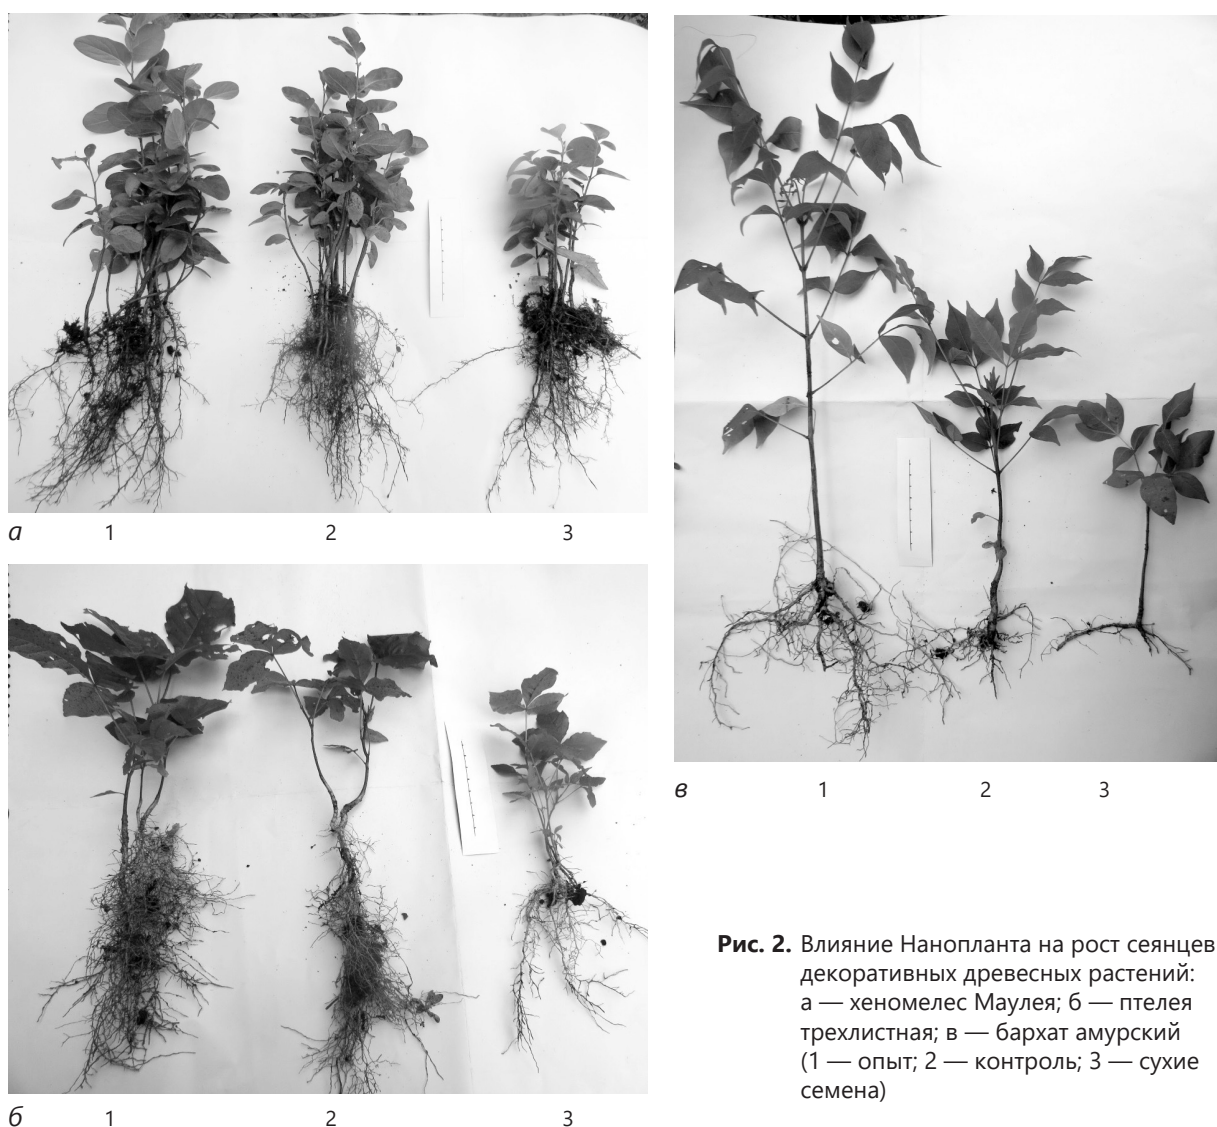 а 1 2 3
б 1 2 3
в 1 2 3
Рис. 2. Влияние Нанопланта на рост сеянцев
декоративных древесных растений:
а — хеномелес Маулея; б — птелея
трехлистная; в — бархат амурский
(1 — опыт; 2 — контроль; 3 — сухие
семена)